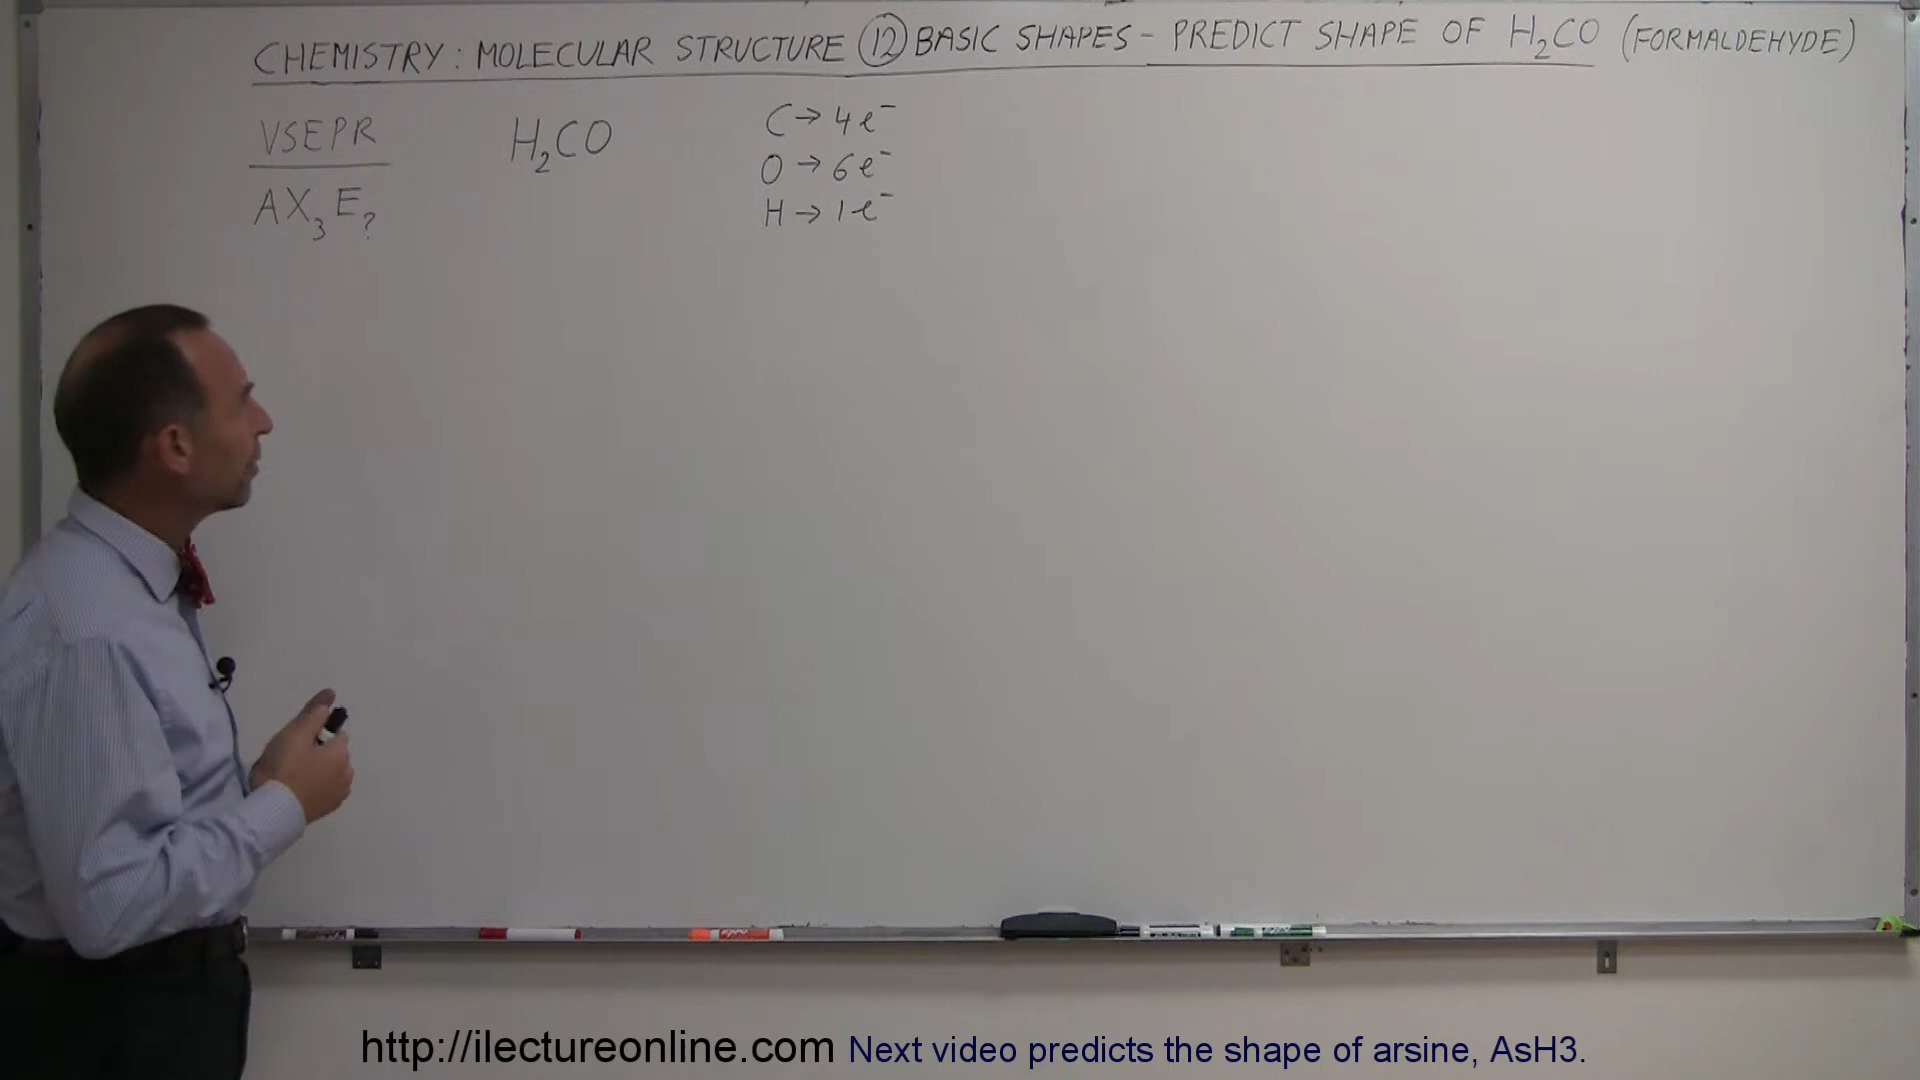 CHEMISTRY: MOLECULAR STRUCTURE 12 BASIC SHAPES - PREDICT SHAPE OF H₂CO (FORMALDEHYDE)
VSEPR
AX₃E?
H₂CO
C → 4e⁻
O → 6e⁻
H → 1e⁻
http://ilectureonline.com Next video predicts the shape of arsine, AsH3.